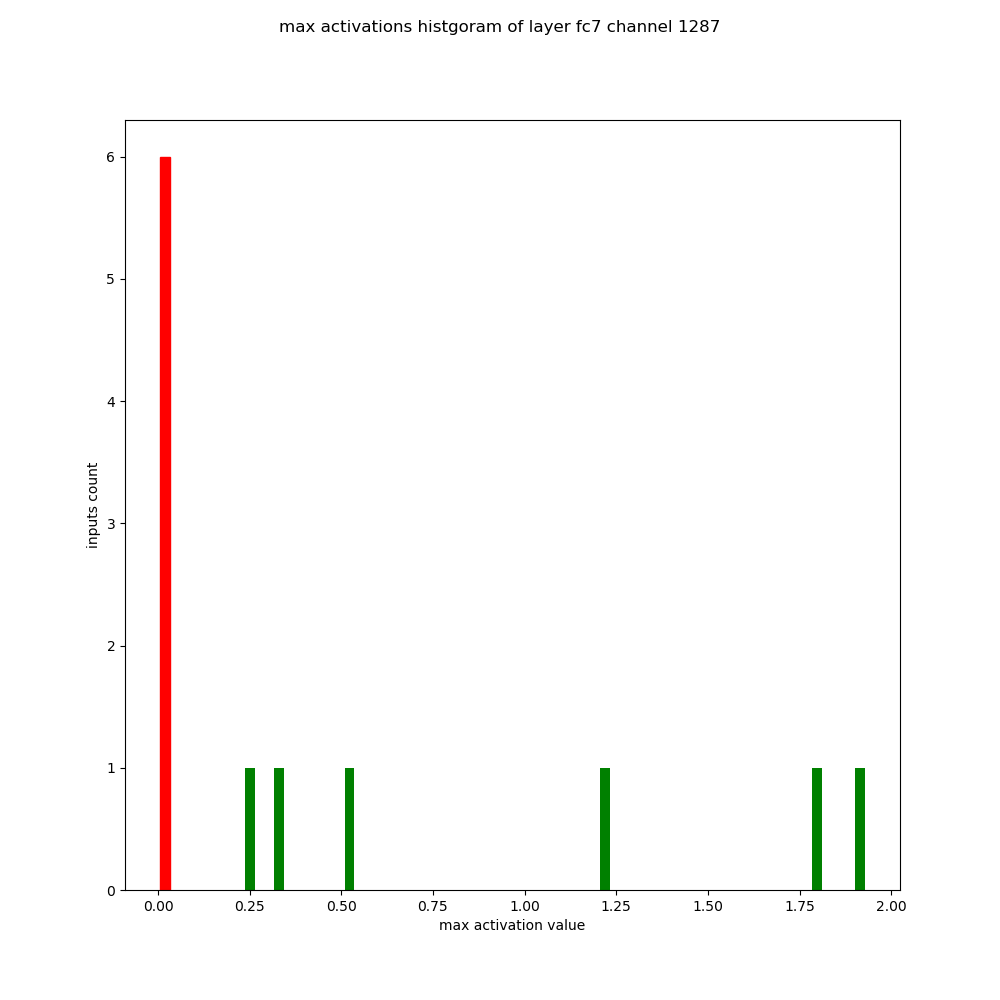 max activations histgoram of layer fc7 channel 1287
6
5
4
3
2
1
0
inputs count
0.00 0.25 0.50 0.75 1.00 1.25 1.50 1.75 2.00
max activation value